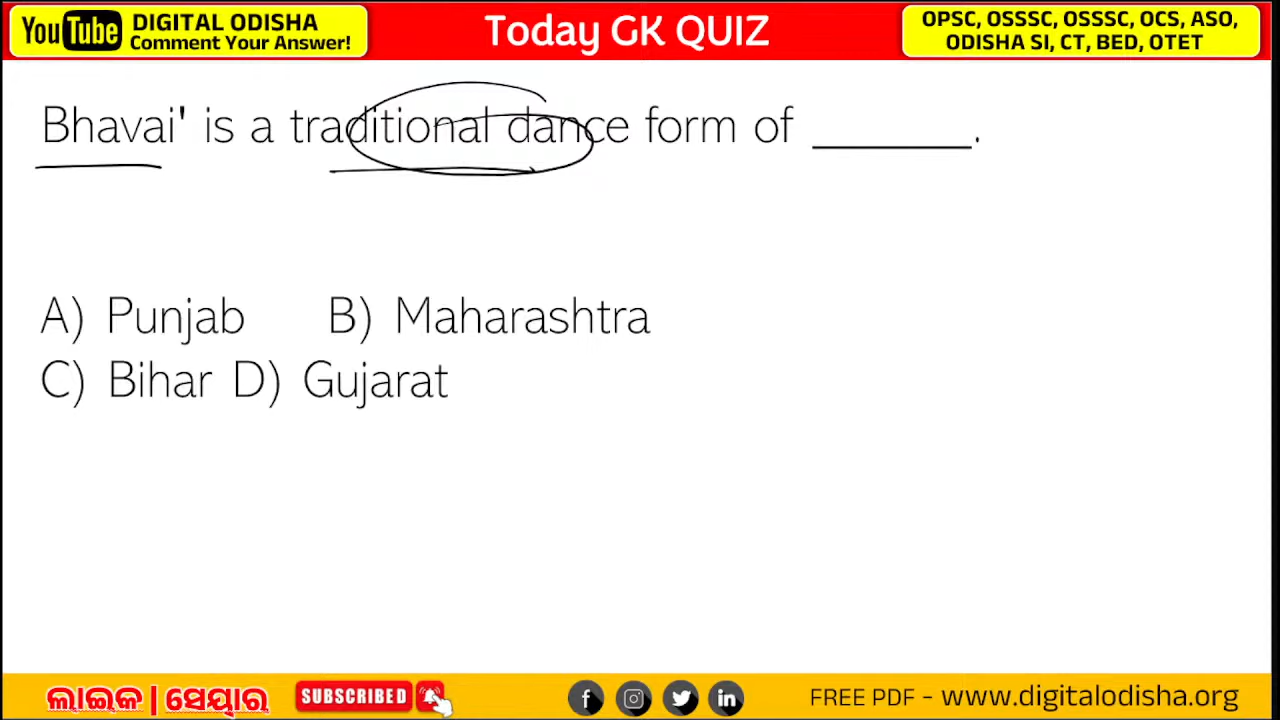 YouTube DIGITAL ODISHA
Comment Your Answer!
Today GK QUIZ
OPSC, OSSSC, OSSSC, OCS, ASO,
ODISHA SI, CT, BED, OTET
Bhavai' is a traditional dance form of ______.
A) Punjab B) Maharashtra
C) Bihar D) Gujarat
ଲାଇକ | ସେୟାର SUBSCRIBED FREE PDF - www.digitalodisha.org